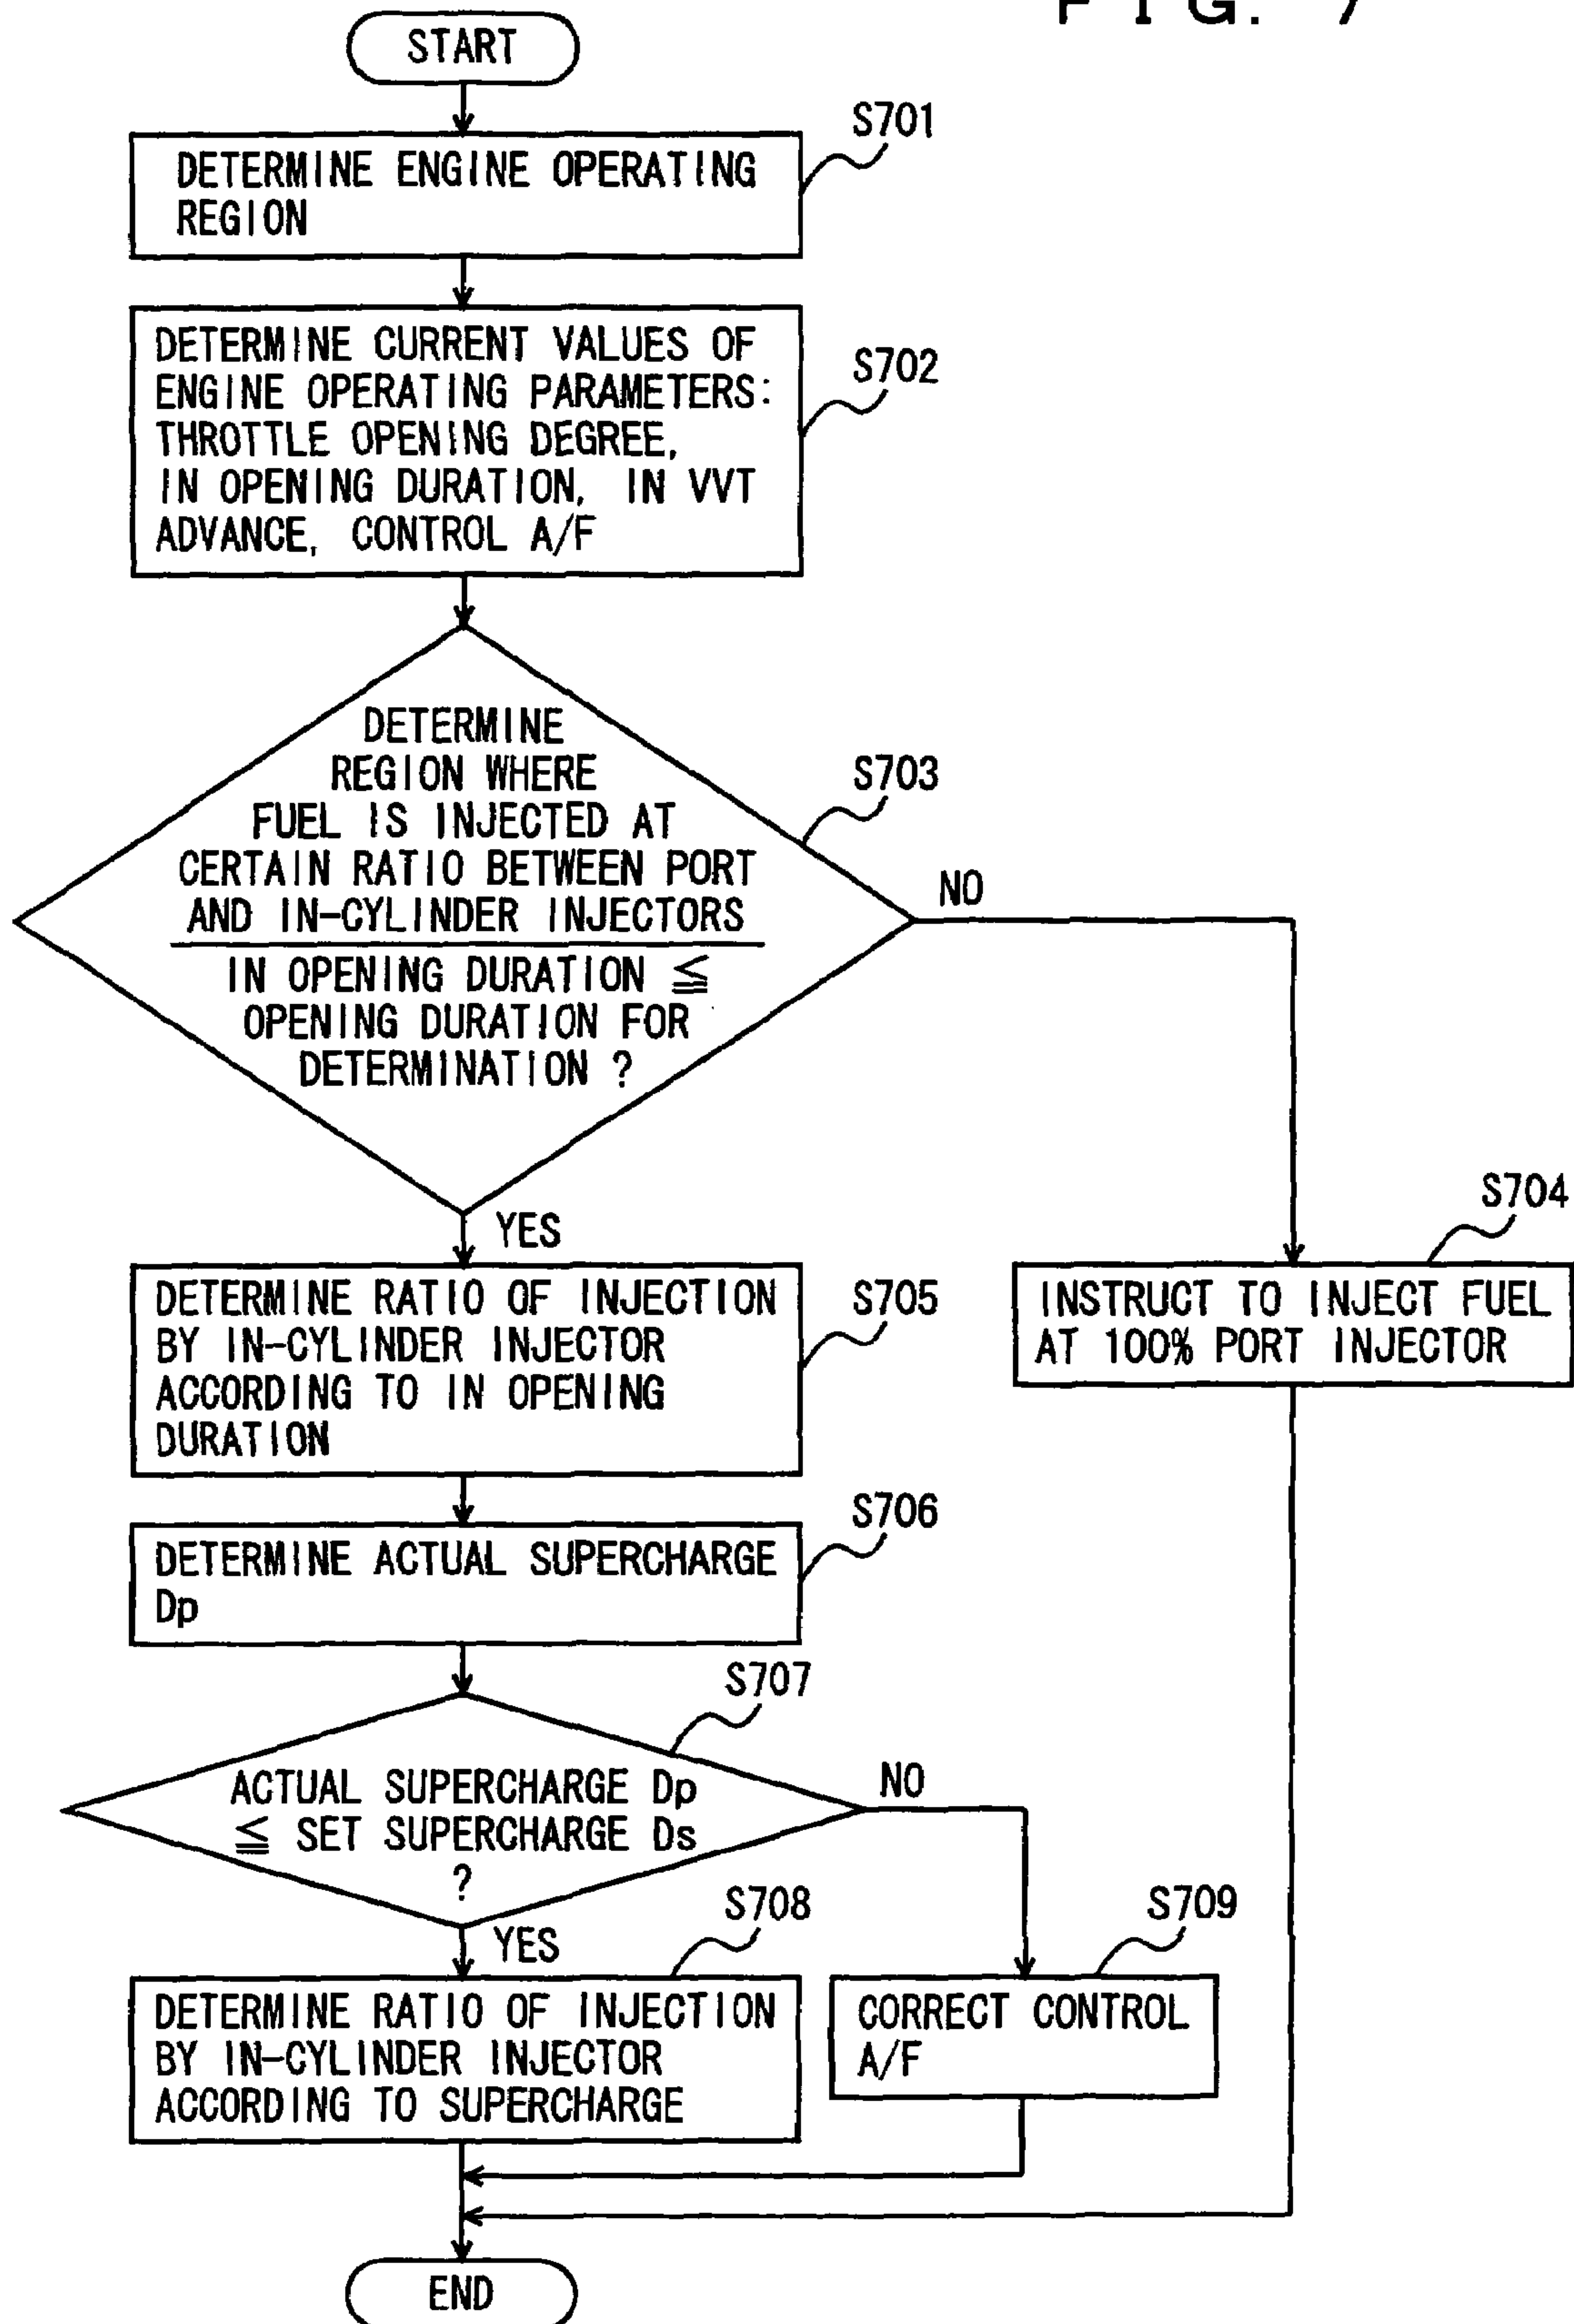 FIG. 7
START
S701
DETERMINE ENGINE OPERATING
REGION
S702
DETERMINE CURRENT VALUES OF
ENGINE OPERATING PARAMETERS:
THROTTLE OPENING DEGREE,
IN OPENING DURATION, IN VVT
ADVANCE, CONTROL A/F
S703
DETERMINE
REGION WHERE
FUEL IS INJECTED AT
CERTAIN RATIO BETWEEN PORT
AND IN-CYLINDER INJECTORS
IN OPENING DURATION ≦
OPENING DURATION FOR
DETERMINATION ?
NO
YES
S704
INSTRUCT TO INJECT FUEL
AT 100% PORT INJECTOR
S705
DETERMINE RATIO OF INJECTION
BY IN-CYLINDER INJECTOR
ACCORDING TO IN OPENING
DURATION
S706
DETERMINE ACTUAL SUPERCHARGE
Dp
S707
ACTUAL SUPERCHARGE Dp
≦ SET SUPERCHARGE Ds
?
NO
YES
S708
DETERMINE RATIO OF INJECTION
BY IN-CYLINDER INJECTOR
ACCORDING TO SUPERCHARGE
S709
CORRECT CONTROL
A/F
END